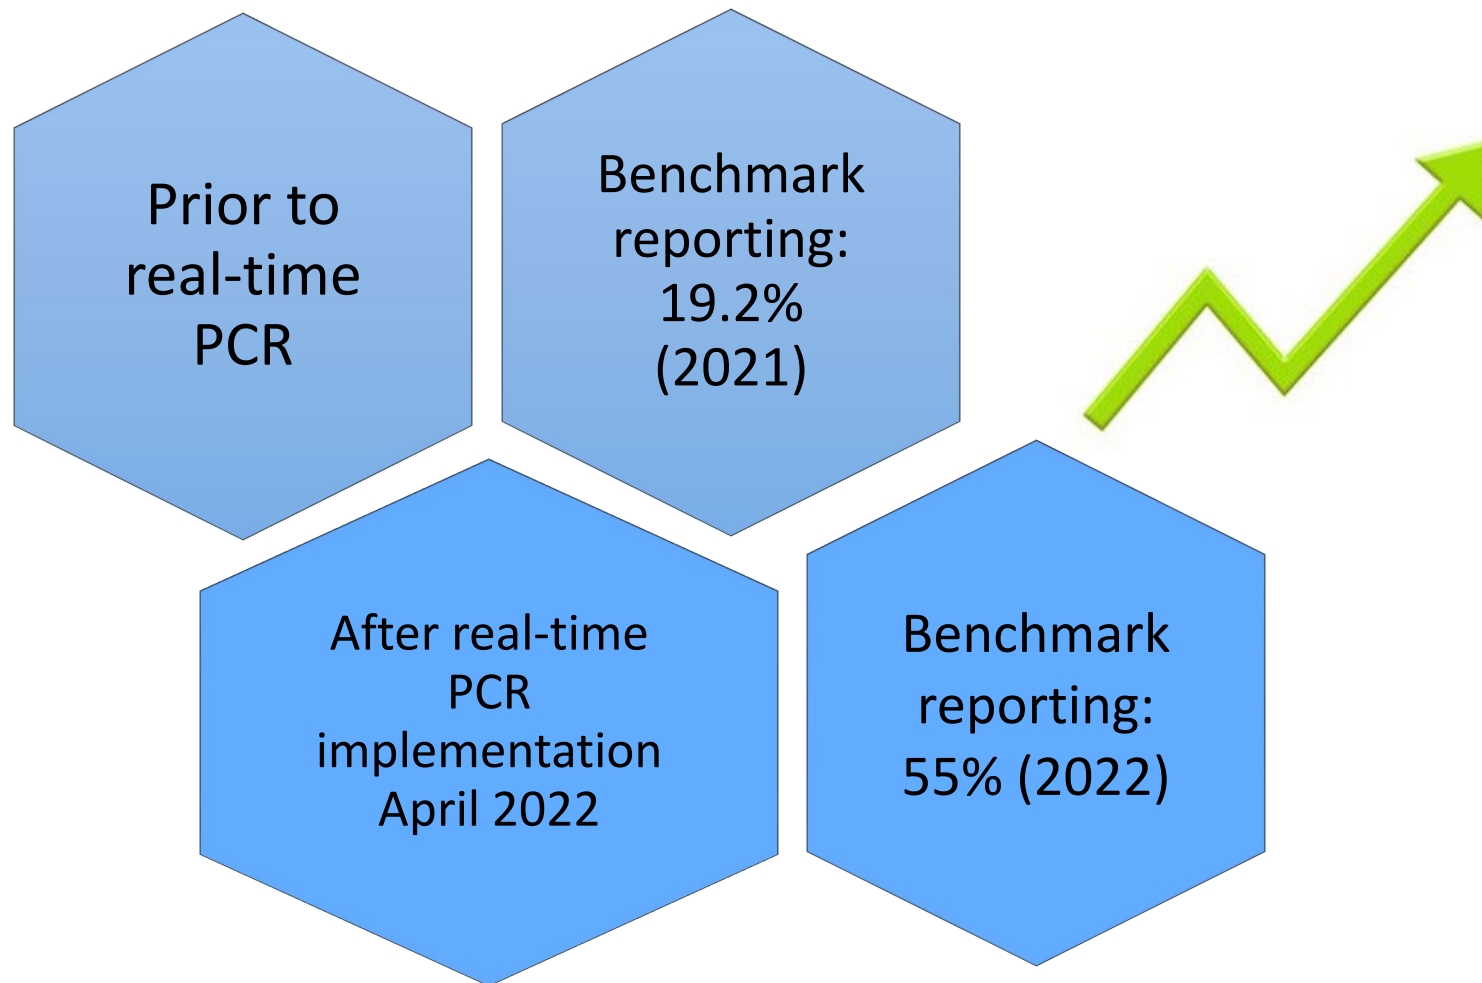 Prior to
real-time
PCR
Benchmark
reporting:
19.2%
(2021)
After real-time
PCR
implementation
April 2022
Benchmark
reporting:
55% (2022)